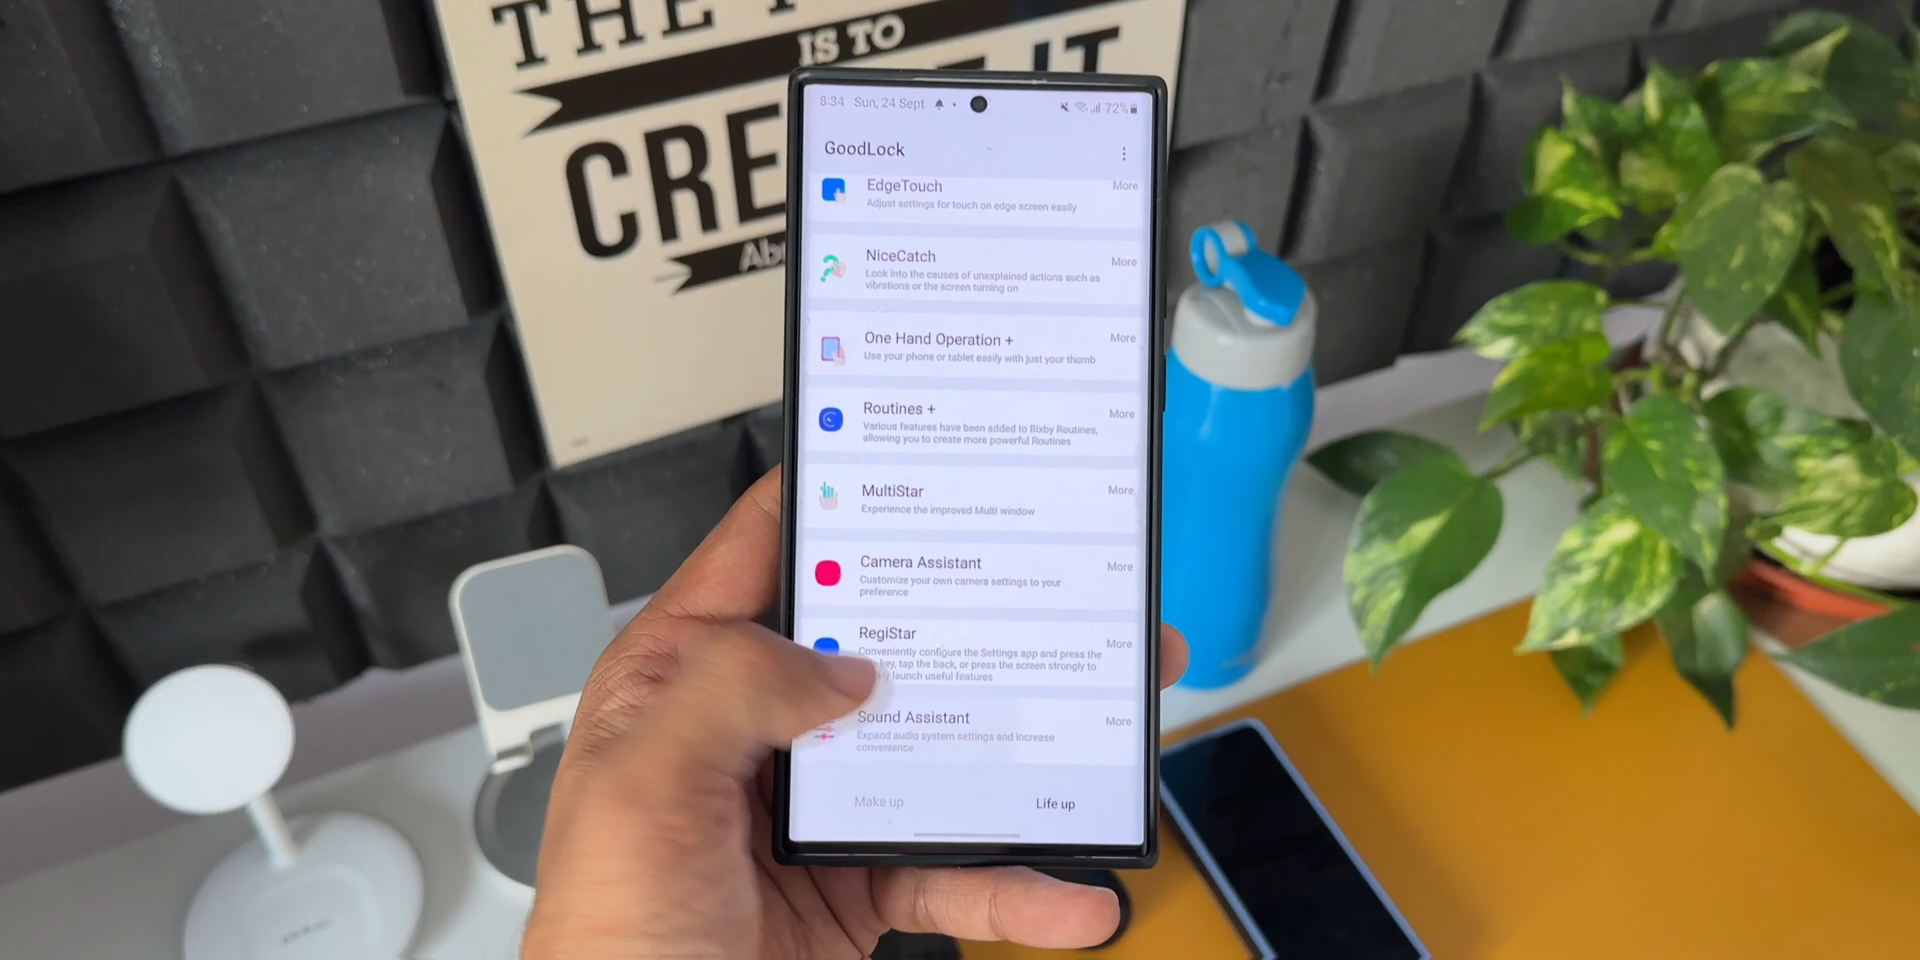 THE
IS TO
CRE
IT
Abo
8:34 Sun, 24 Sept
72%
GoodLock
EdgeTouch
More
Adjust settings for touch on edge screen easily
NiceCatch
More
Look into the causes of unexplained actions such as
vibrations or the screen turning on
One Hand Operation +
More
Use your phone or tablet easily with just your thumb
Routines +
More
Various features have been added to Bixby Routines,
allowing you to create more powerful Routines
MultiStar
More
Experience the improved Multi window
Camera Assistant
More
Customize your own camera settings to your
preference
RegiStar
More
Conveniently configure the Settings app and press the
key, tap the back, or press the screen strongly to
launch useful features
Sound Assistant
More
Expand audio system settings and increase
convenience
Make up
Life up